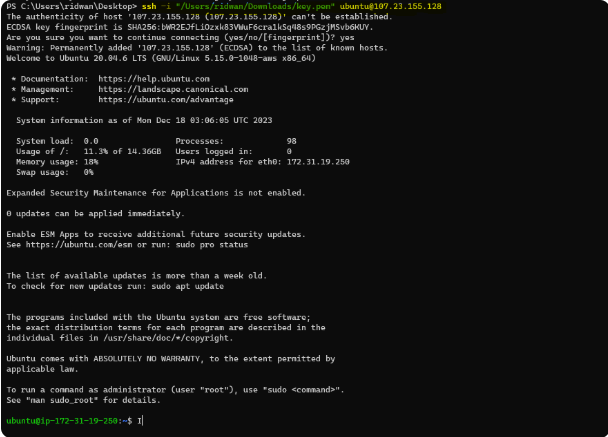 PS C:\Users\ridman\Desktop> ssh -i "/Users/ridman/Downloads/key.pem" ubuntu@107.23.155.128
The authenticity of host '107.23.155.128 (107.23.155.128)' can't be established.
ECDSA key fingerprint is
Are you sure you want to continue connecting (yes/no/[fingerprint])? yes
Warning: Permanently added '107.23.155.128' (ECDSA) to the list of known hosts.
Welcome to Ubuntu 20.04.6 LTS (GNU/Linux 5.15.0-1048-aws x86_64)
* Documentation: https://help.ubuntu.com
* Management: https://landscape.canonical.com
* Support: https://ubuntu.com/advantage
System information as of Mon Dec 18 03:06:05 UTC 2023
System load: 0.0 Processes: 98
Usage of /: 11.3% of 14.36GB Users logged in: 0
Memory usage: 18% IPv4 address for eth0: 172.31.19.250
Swap usage: 0%
Expanded Security Maintenance for Applications is not enabled.
0 updates can be applied immediately.
Enable ESM Apps to receive additional future security updates.
See https://ubuntu.com/esm or run: sudo pro status
The list of available updates is more than a week old.
To check for new updates run: sudo apt update
The programs included with the Ubuntu system are free software;
the exact distribution terms for each program are described in the
individual files in /usr/share/doc/*/copyright.
Ubuntu comes with ABSOLUTELY NO WARRANTY, to the extent permitted by
applicable law.
To run a command as administrator (user "root"), use "sudo <command>".
See "man sudo_root" for details.
ubuntu@ip-172-31-19-250:~$